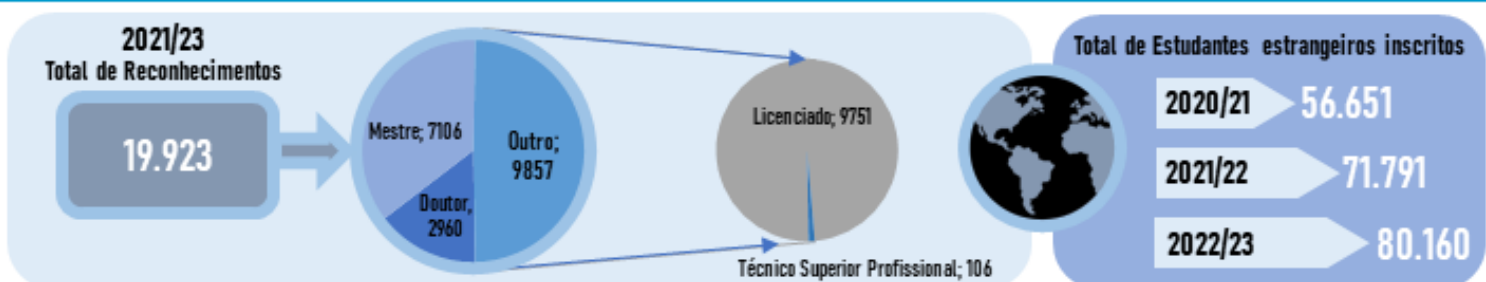 2021/23
Total de Reconhecimentos
19.923
Mestre; 7106
Outro;
9857
Doutor,
2960
Licenciado; 9751
Técnico Superior Profissional; 106
Total de Estudantes estrangeiros inscritos
2020/21 56.651
2021/22 71.791
2022/23 80.160